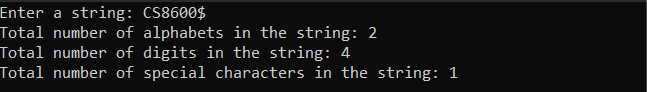 Enter a string: CS8600$
Total number of alphabets in the string: 2
Total number of digits in the string: 4
Total number of special characters in the string: 1